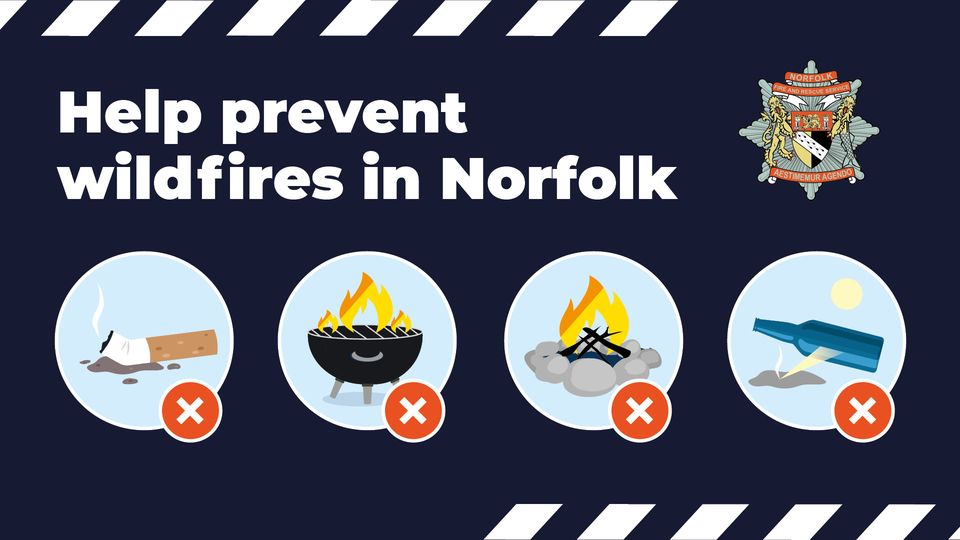 Help prevent
wildfires in Norfolk
NORFOLK
FIRE AND RESCUE SERVICE
AESTIMEMUR AGENDO